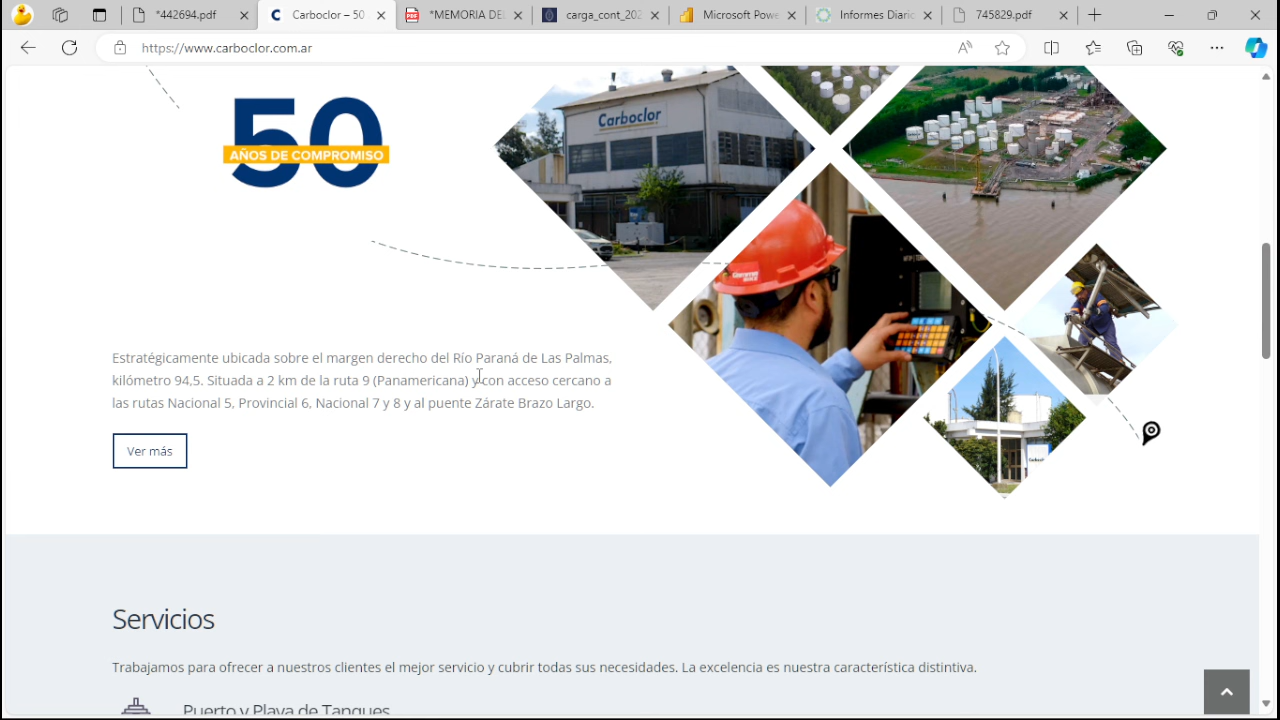 *442694.pdf
Carboclor – 50
*MEMORIA DE
carga_cont_202
Microsoft Powe
Informes Diario
745829.pdf
https://www.carboclor.com.ar
50
AÑOS DE COMPROMISO
Carboclor
Estratégicamente ubicada sobre el margen derecho del Río Paraná de Las Palmas,
kilómetro 94,5. Situada a 2 km de la ruta 9 (Panamericana) y con acceso cercano a
las rutas Nacional 5, Provincial 6, Nacional 7 y 8 y al puente Zárate Brazo Largo.
Ver más
Servicios
Trabajamos para ofrecer a nuestros clientes el mejor servicio y cubrir todas sus necesidades. La excelencia es nuestra característica distintiva.
Puerto y Playa de Tanques